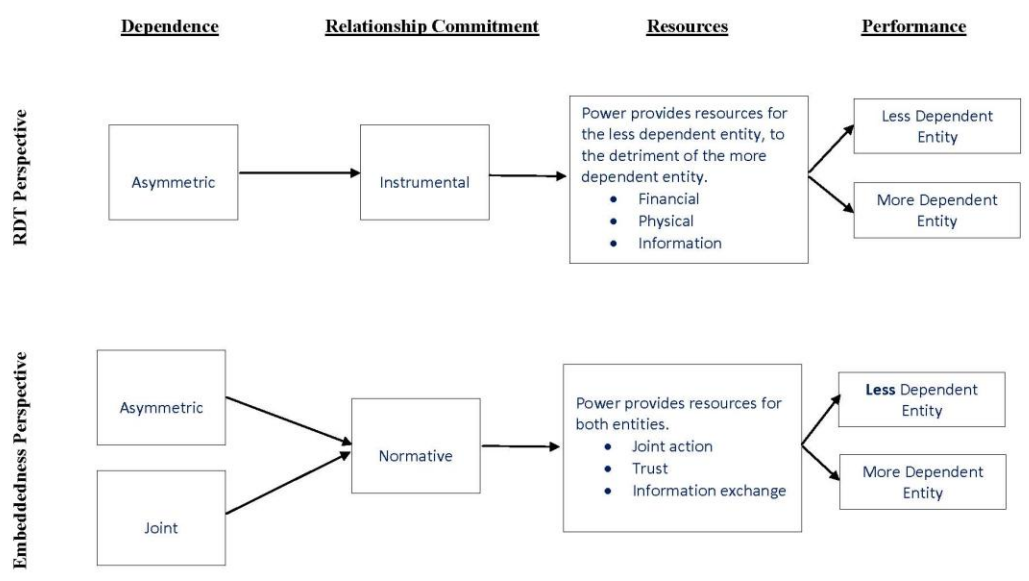 Dependence
Relationship Commitment
Resources
Performance
RDT Perspective
Asymmetric
Instrumental
Power provides resources for
the less dependent entity, to
the detriment of the more
dependent entity.
• Financial
• Physical
• Information
Less Dependent
Entity
More Dependent
Entity
Embeddedness Perspective
Asymmetric
Joint
Normative
Power provides resources for
both entities.
• Joint action
• Trust
• Information exchange
Less Dependent
Entity
More Dependent
Entity